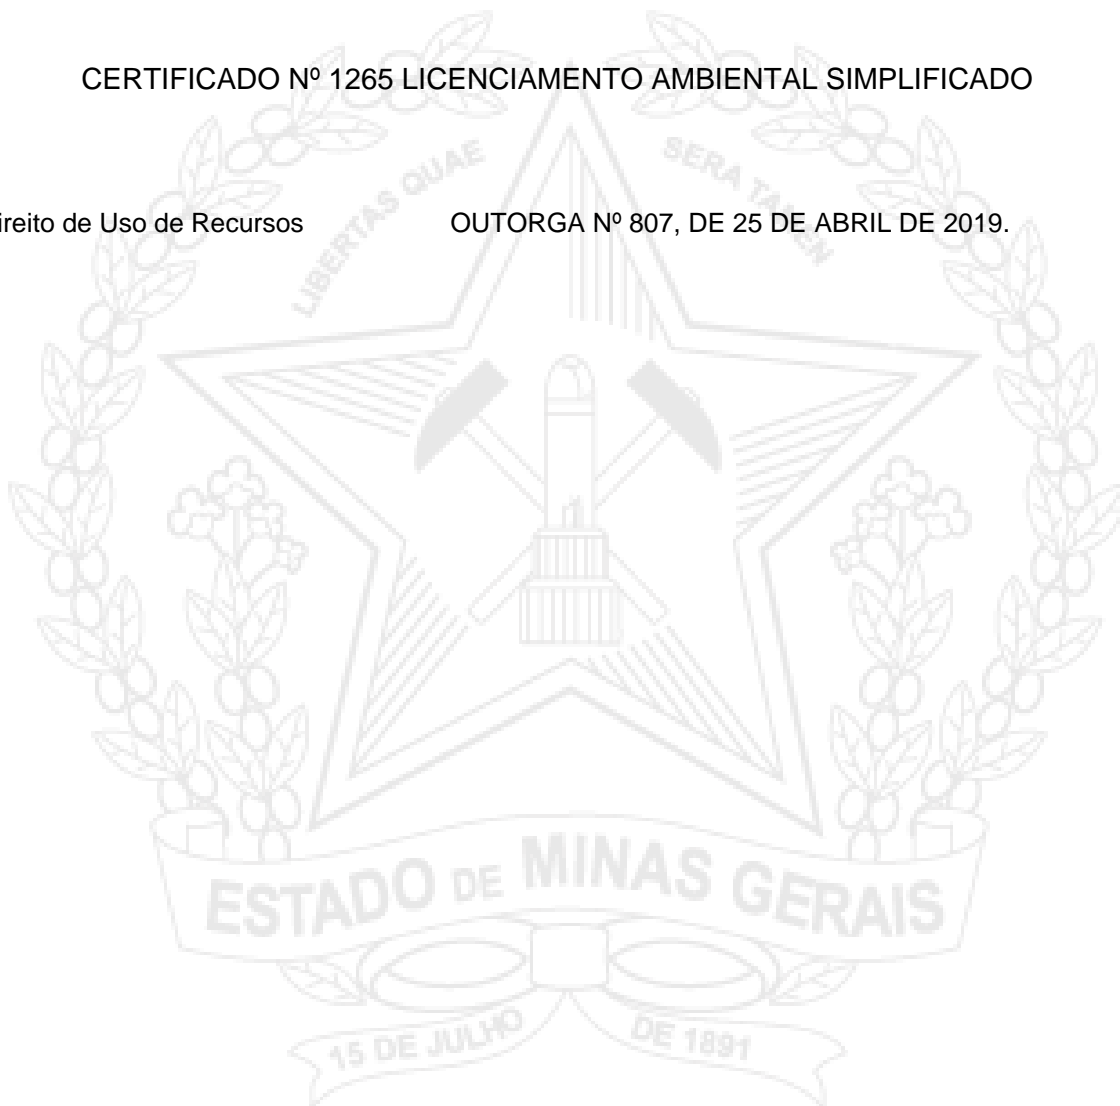 CERTIFICADO Nº 1265 LICENCIAMENTO AMBIENTAL SIMPLIFICADO
LIBERTAS QUAE SERA TAMEN
ireito de Uso de Recursos OUTORGA Nº 807, DE 25 DE ABRIL DE 2019.
ESTADO DE MINAS GERAIS
15 DE JULHO DE 1891